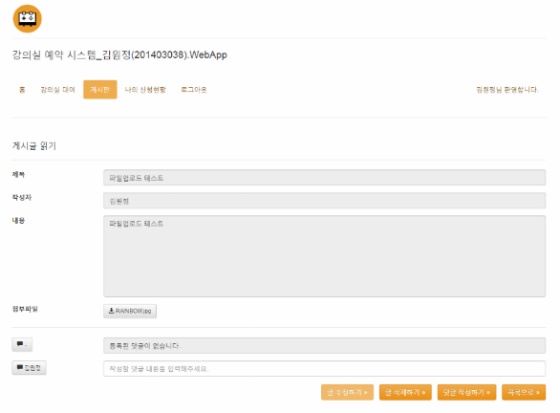 강의실 예약 시스템_김원정(201403038).WebApp
홈 강의실 대여 게시판 나의 신청현황 로그아웃 김원정님 환영합니다.
게시글 읽기
제목 파일업로드 테스트
작성자 김원정
내용 파일업로드 테스트
첨부파일 RAINBOW.jpg
등록된 댓글이 없습니다.
김원정 작성할 댓글 내용을 입력해주세요
글 수정하기 » 글 삭제하기 » 댓글 작성하기 » 목록으로 »